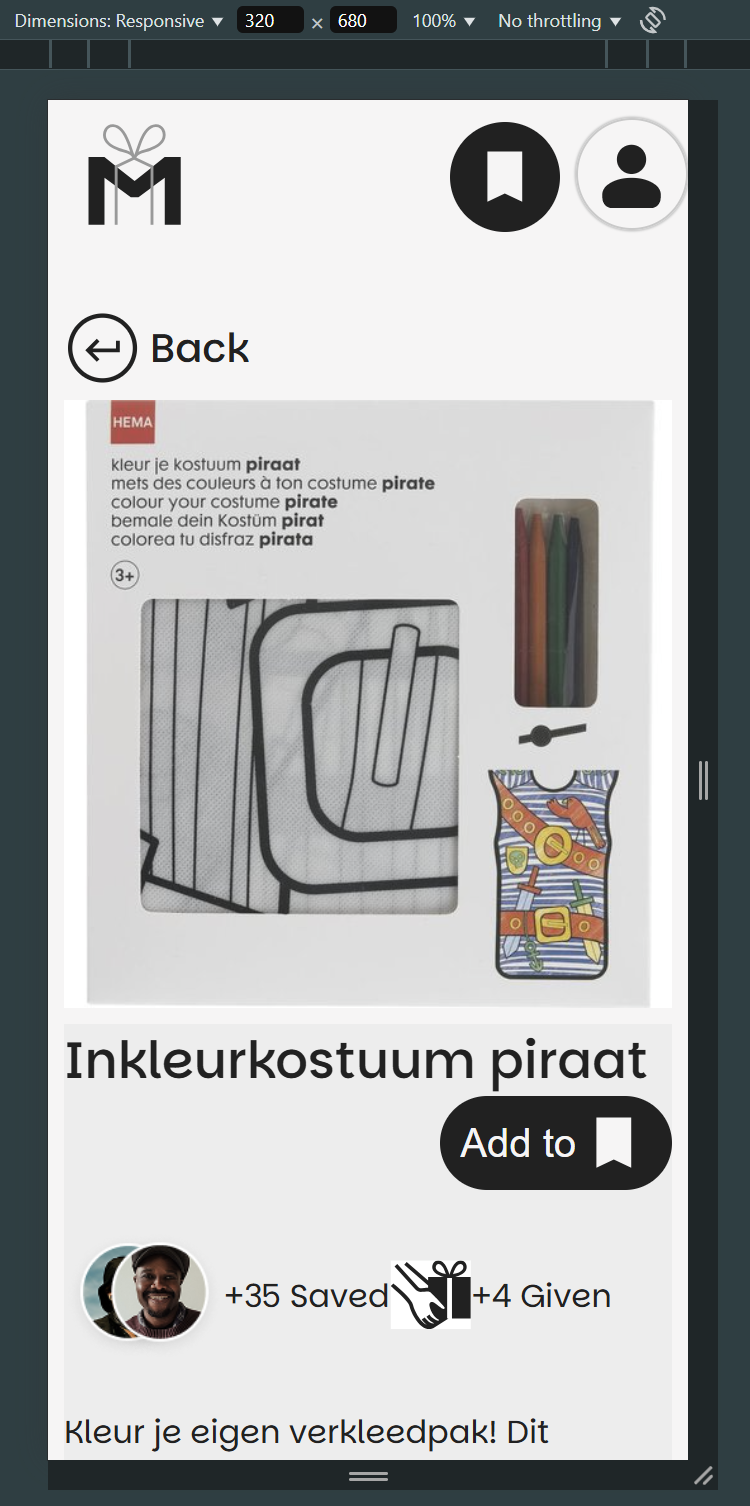 Dimensions: Responsive 320 × 680 100% No throttling
M
Back
HEMA
kleur je kostuum piraat
mets des couleurs à ton costume pirate
colour your costume pirate
bemale dein Kostüm pirat
colorea tu disfraz pirata
3+
Inkleurkostuum piraat
Add to
+35 Saved +4 Given
Kleur je eigen verkleedpak! Dit